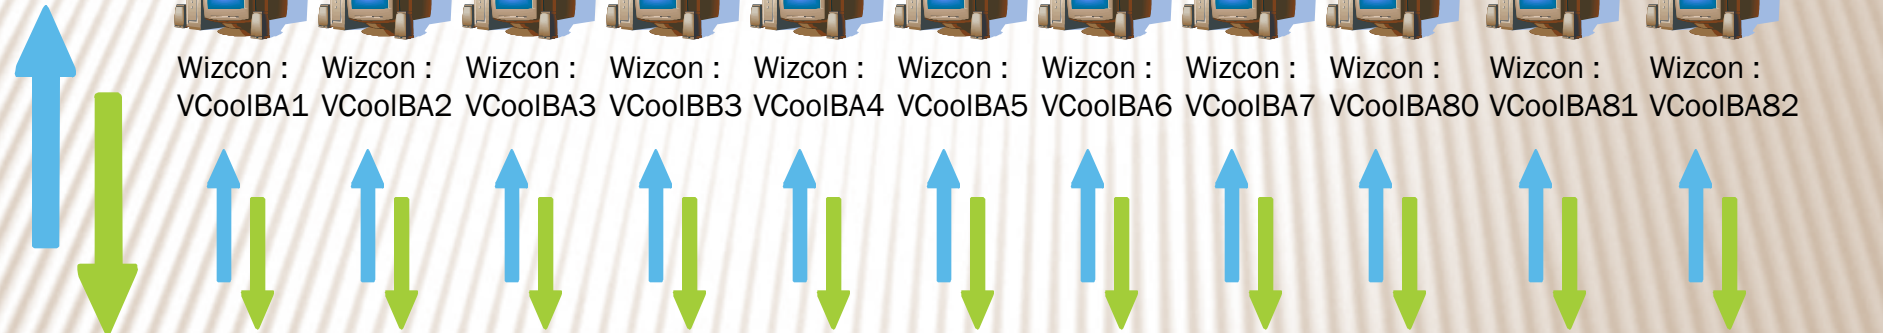 Wizcon : Wizcon : Wizcon : Wizcon : Wizcon : Wizcon : Wizcon : Wizcon : Wizcon : Wizcon : Wizcon :
VCoolBA1 VCoolBA2 VCoolBA3 VCoolBB3 VCoolBA4 VCoolBA5 VCoolBA6 VCoolBA7 VCoolBA80 VCoolBA81 VCoolBA82